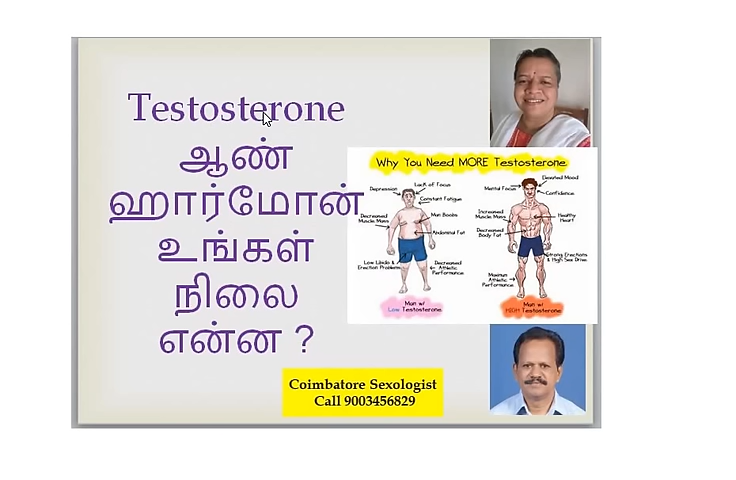 Testosterone
ஆண்
ஹார்மோன்
உங்கள்
நிலை
என்ன ?
Why You Need MORE Testosterone
Depression
Lack of Focus
Constant Fatigue
Decreased
Muscle Mass
Man Boobs
Abdominal Fat
Low Libido &
Erection Problems
Decreased
Athletic
Performance
Man w/
Low Testosterone
Mental Focus
Elevated Mood
Confidence
Increased
Muscle Mass
Healthy
Heart
Decreased
Body Fat
Strong Erections
& High Sex Drive
Maximum
Athletic
Performance
Man w/
HIGH Testosterone
Coimbatore Sexologist
Call 9003456829